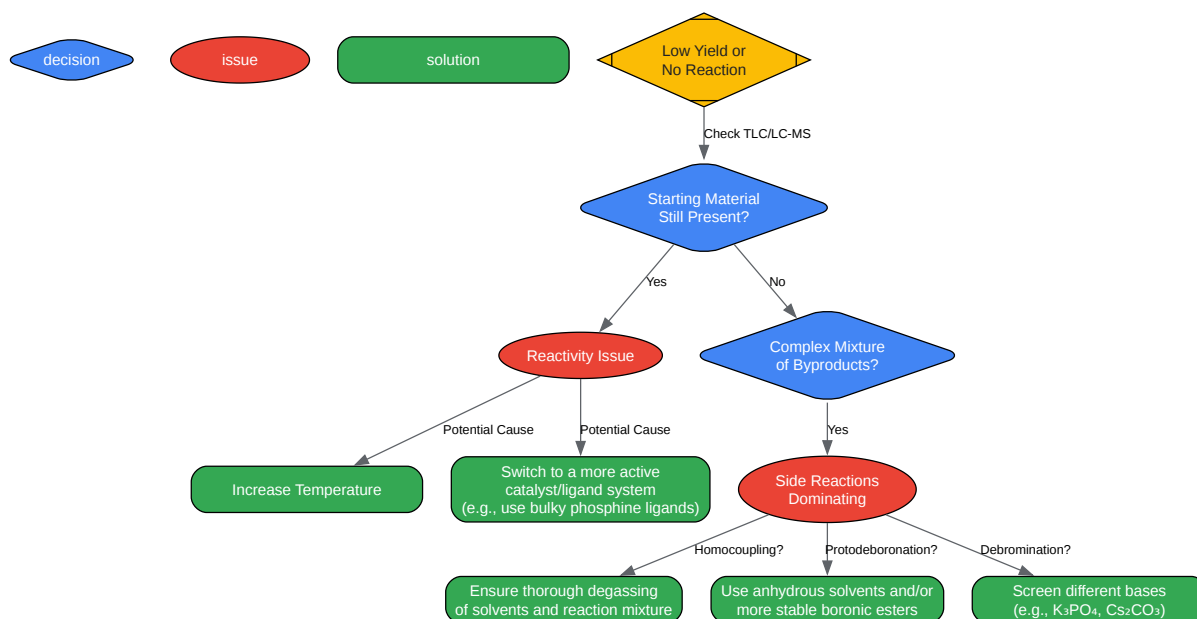 decision
issue
solution
Low Yield or
No Reaction
Check TLC/LC-MS
Starting Material
Still Present?
Yes
No
Reactivity Issue
Complex Mixture
of Byproducts?
Potential Cause
Potential Cause
Yes
Increase Temperature
Switch to a more active
catalyst/ligand system
(e.g., use bulky phosphine ligands)
Side Reactions
Dominating
Homocoupling?
Protodeboronation?
Debromination?
Ensure thorough degassing
of solvents and reaction mixture
Use anhydrous solvents and/or
more stable boronic esters
Screen different bases
(e.g., K₃PO₄, Cs₂CO₃)